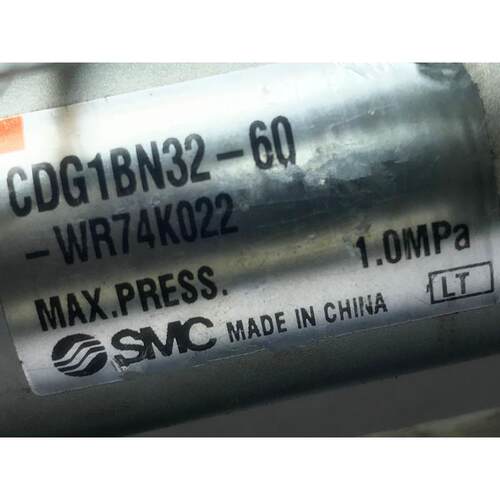 CDG1BN32-60
-WR74K022
MAX.PRESS. 1.0MPa
SMC MADE IN CHINA LT